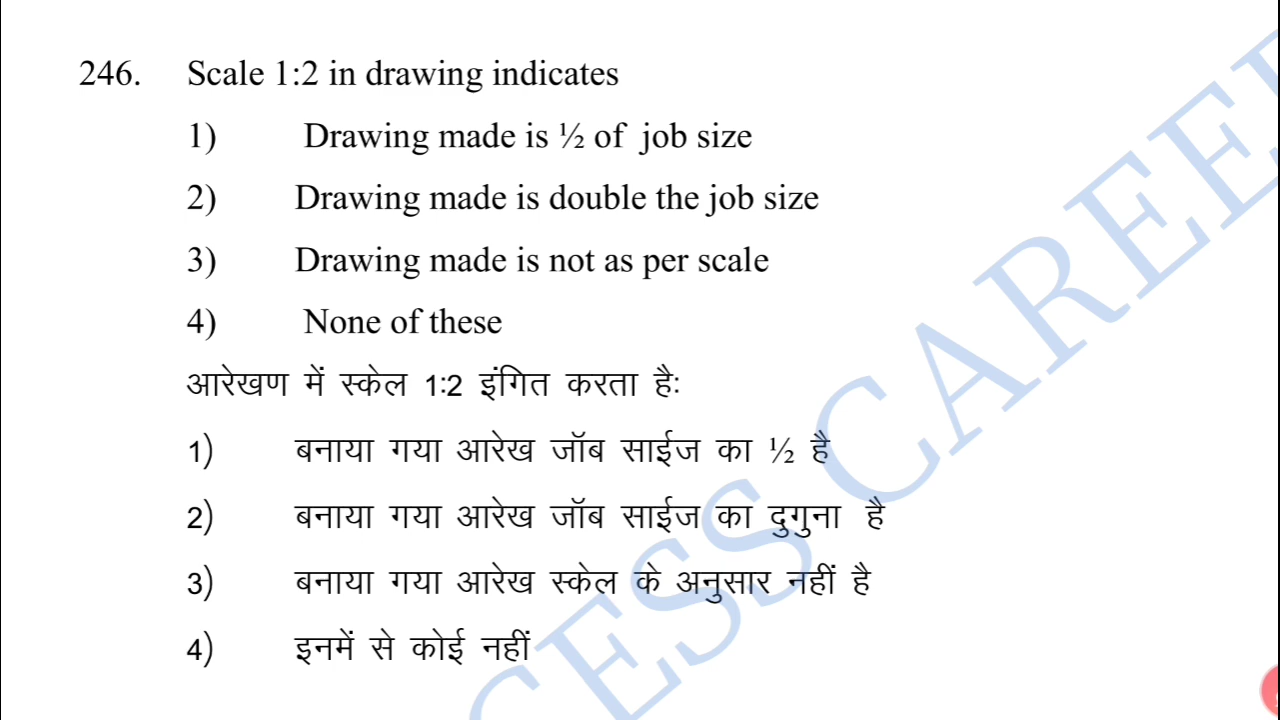 246. Scale 1:2 in drawing indicates
1) Drawing made is ½ of job size
2) Drawing made is double the job size
3) Drawing made is not as per scale
4) None of these
आरेखण में स्केल 1:2 इंगित करता है:
1) बनाया गया आरेख जॉब साईज का ½ है
2) बनाया गया आरेख जॉब साईज का दुगुना है
3) बनाया गया आरेख स्केल के अनुसार नहीं है
4) इनमें से कोई नहीं